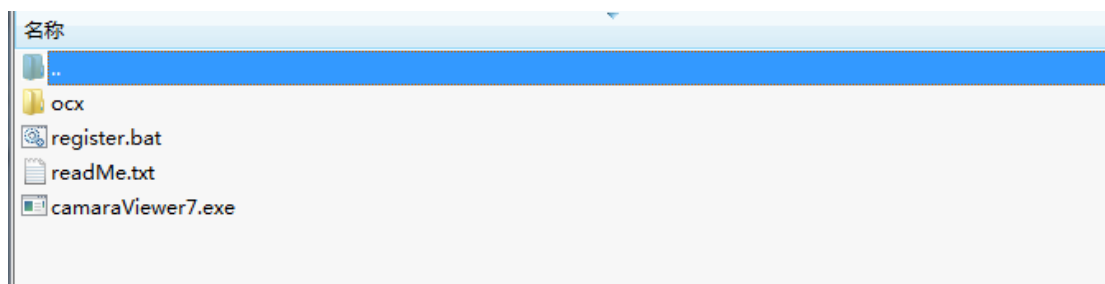 名称
..
ocx
register.bat
readMe.txt
camaraViewer7.exe